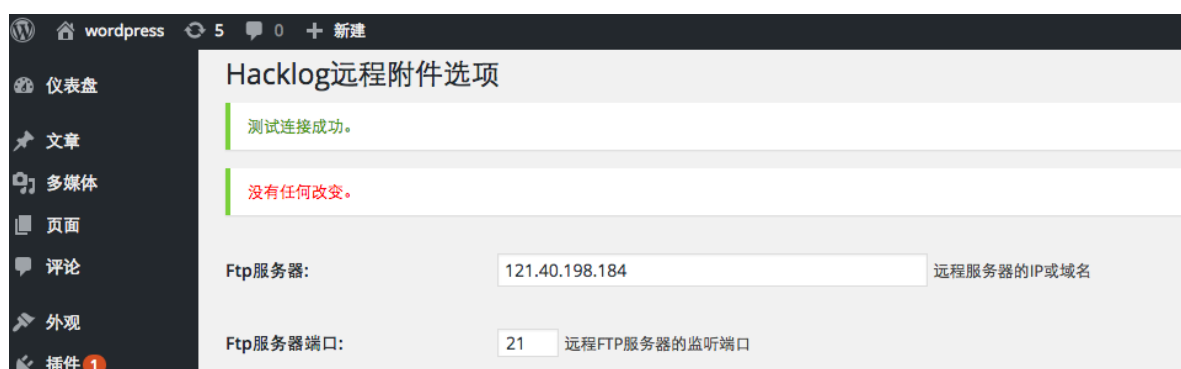 wordpress 5 0 新建
仪表盘
文章
多媒体
页面
评论
外观
插件 1
Hacklog远程附件选项
测试连接成功。
没有任何改变。
Ftp服务器: 121.40.198.184 远程服务器的IP或域名
Ftp服务器端口: 21 远程FTP服务器的监听端口